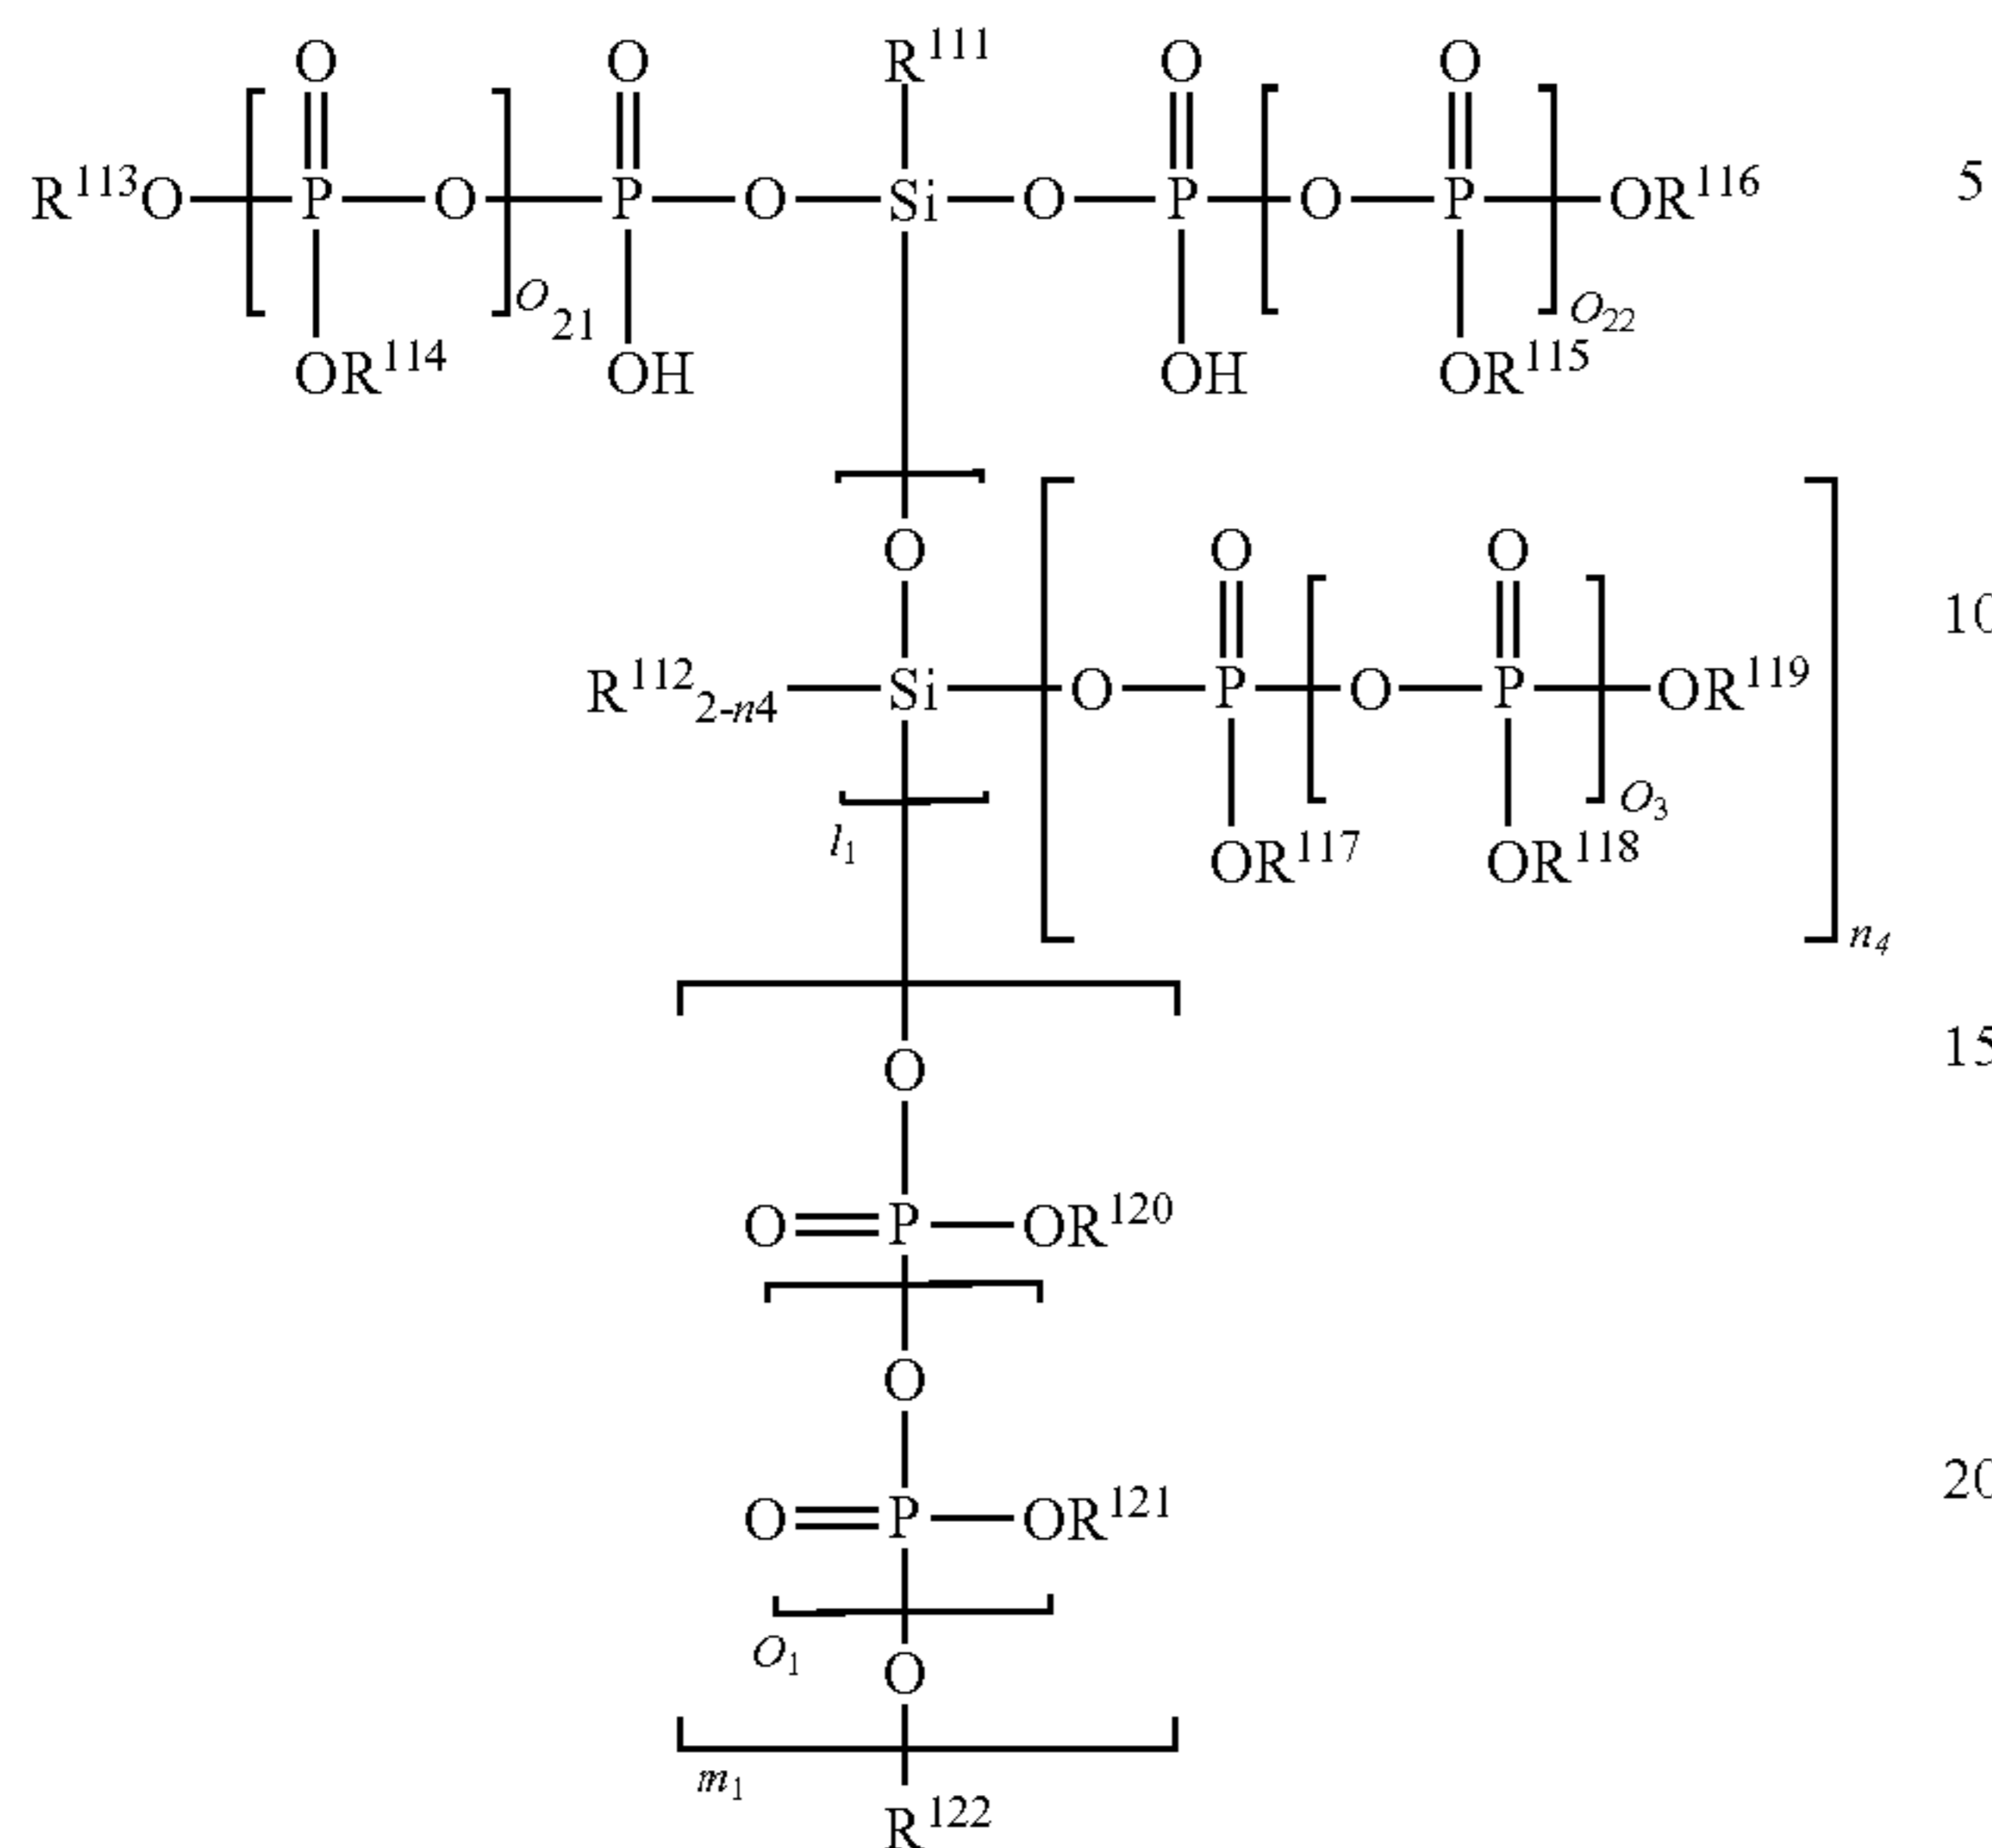 O O R¹¹¹ O O
R¹¹³O P O P O Si O P O P OR¹¹⁶ 5
O₂₁ O₂₂
OR¹¹⁴ OH OH OR¹¹⁵
O O O
10
R¹¹²₂₋ₙ₄ Si O P O P OR¹¹⁹
O₃
l₁ OR¹¹⁷ OR¹¹⁸
n₄
15
O
O P OR¹²⁰
O
20
O P OR¹²¹
O₁ O
m₁
R¹²²